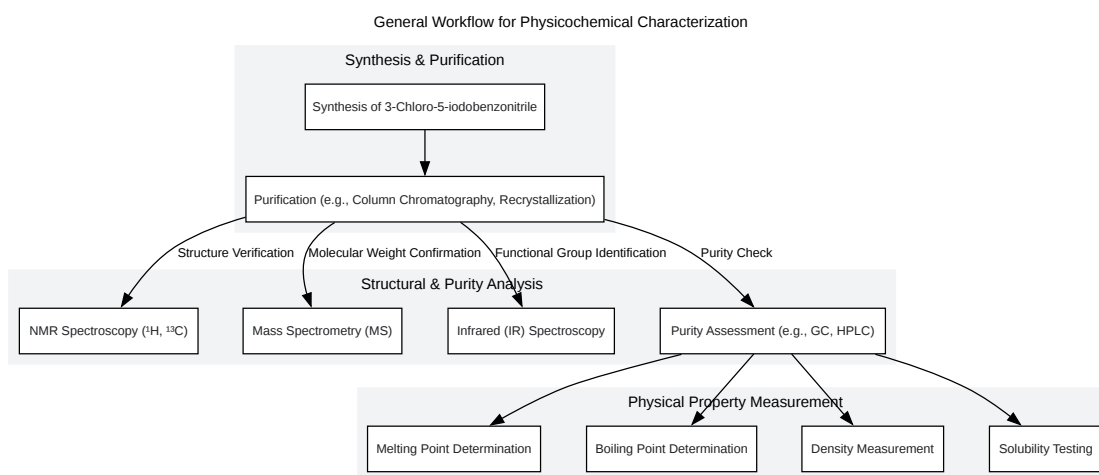 General Workflow for Physicochemical Characterization
Synthesis & Purification
Synthesis of 3-Chloro-5-iodobenzonitrile
Purification (e.g., Column Chromatography, Recrystallization)
Structure Verification
Molecular Weight Confirmation
Functional Group Identification
Purity Check
Structural & Purity Analysis
NMR Spectroscopy (¹H, ¹³C)
Mass Spectrometry (MS)
Infrared (IR) Spectroscopy
Purity Assessment (e.g., GC, HPLC)
Physical Property Measurement
Melting Point Determination
Boiling Point Determination
Density Measurement
Solubility Testing